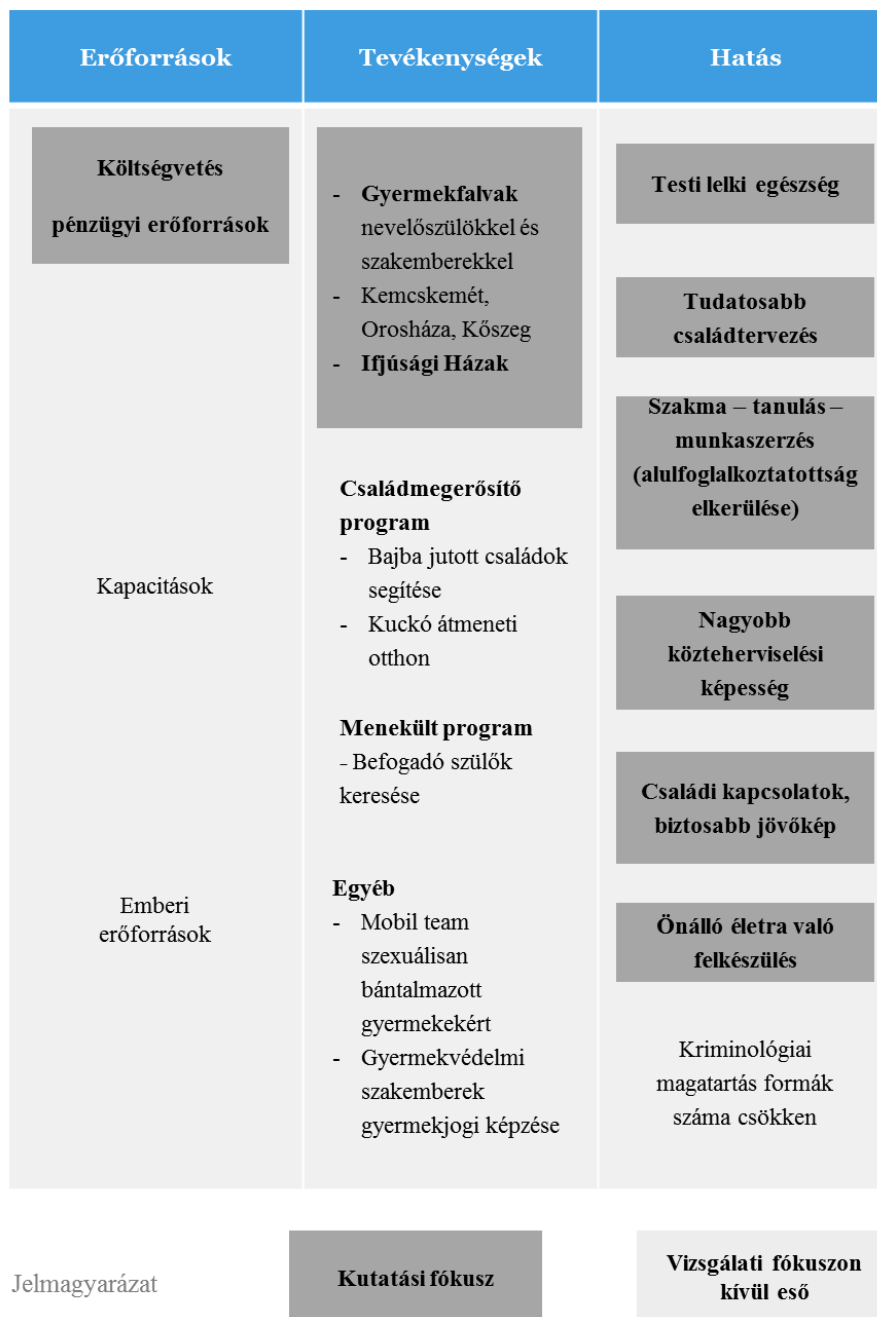 Erőforrások
Tevékenységek
Hatás
Költségvetés
pénzügyi erőforrások
Kapacitások
Emberi
erőforrások
- Gyermekfalvak
nevelőszülőkkel és
szakemberekkel
- Kemcskemét,
Orosháza, Kőszeg
- Ifjúsági Házak
Családmegerősítő
program
- Bajba jutott családok
segítése
- Kuckó átmeneti
otthon
Menekült program
- Befogadó szülők
keresése
Egyéb
- Mobil team
szexuálisan
bántalmazott
gyermekekért
- Gyermekvédelmi
szakemberek
gyermekjogi képzése
Testi lelki egészség
Tudatosabb
családtervezés
Szakma – tanulás –
munkaszerzés
(alulfoglalkoztatottság
elkerülése)
Nagyobb
közteherviselési
képesség
Családi kapcsolatok,
biztosabb jövőkép
Önálló életra való
felkészülés
Kriminológiai
magatartás formák
száma csökken
Jelmagyarázat
Kutatási fókusz
Vizsgálati fókuszon
kívül eső